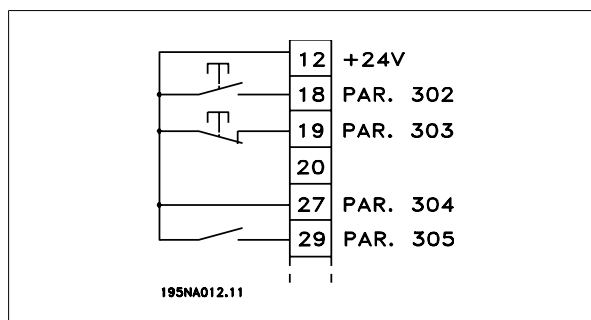 12 +24V
18 PAR. 302
19 PAR. 303
20
27 PAR. 304
29 PAR. 305
195NA012.11